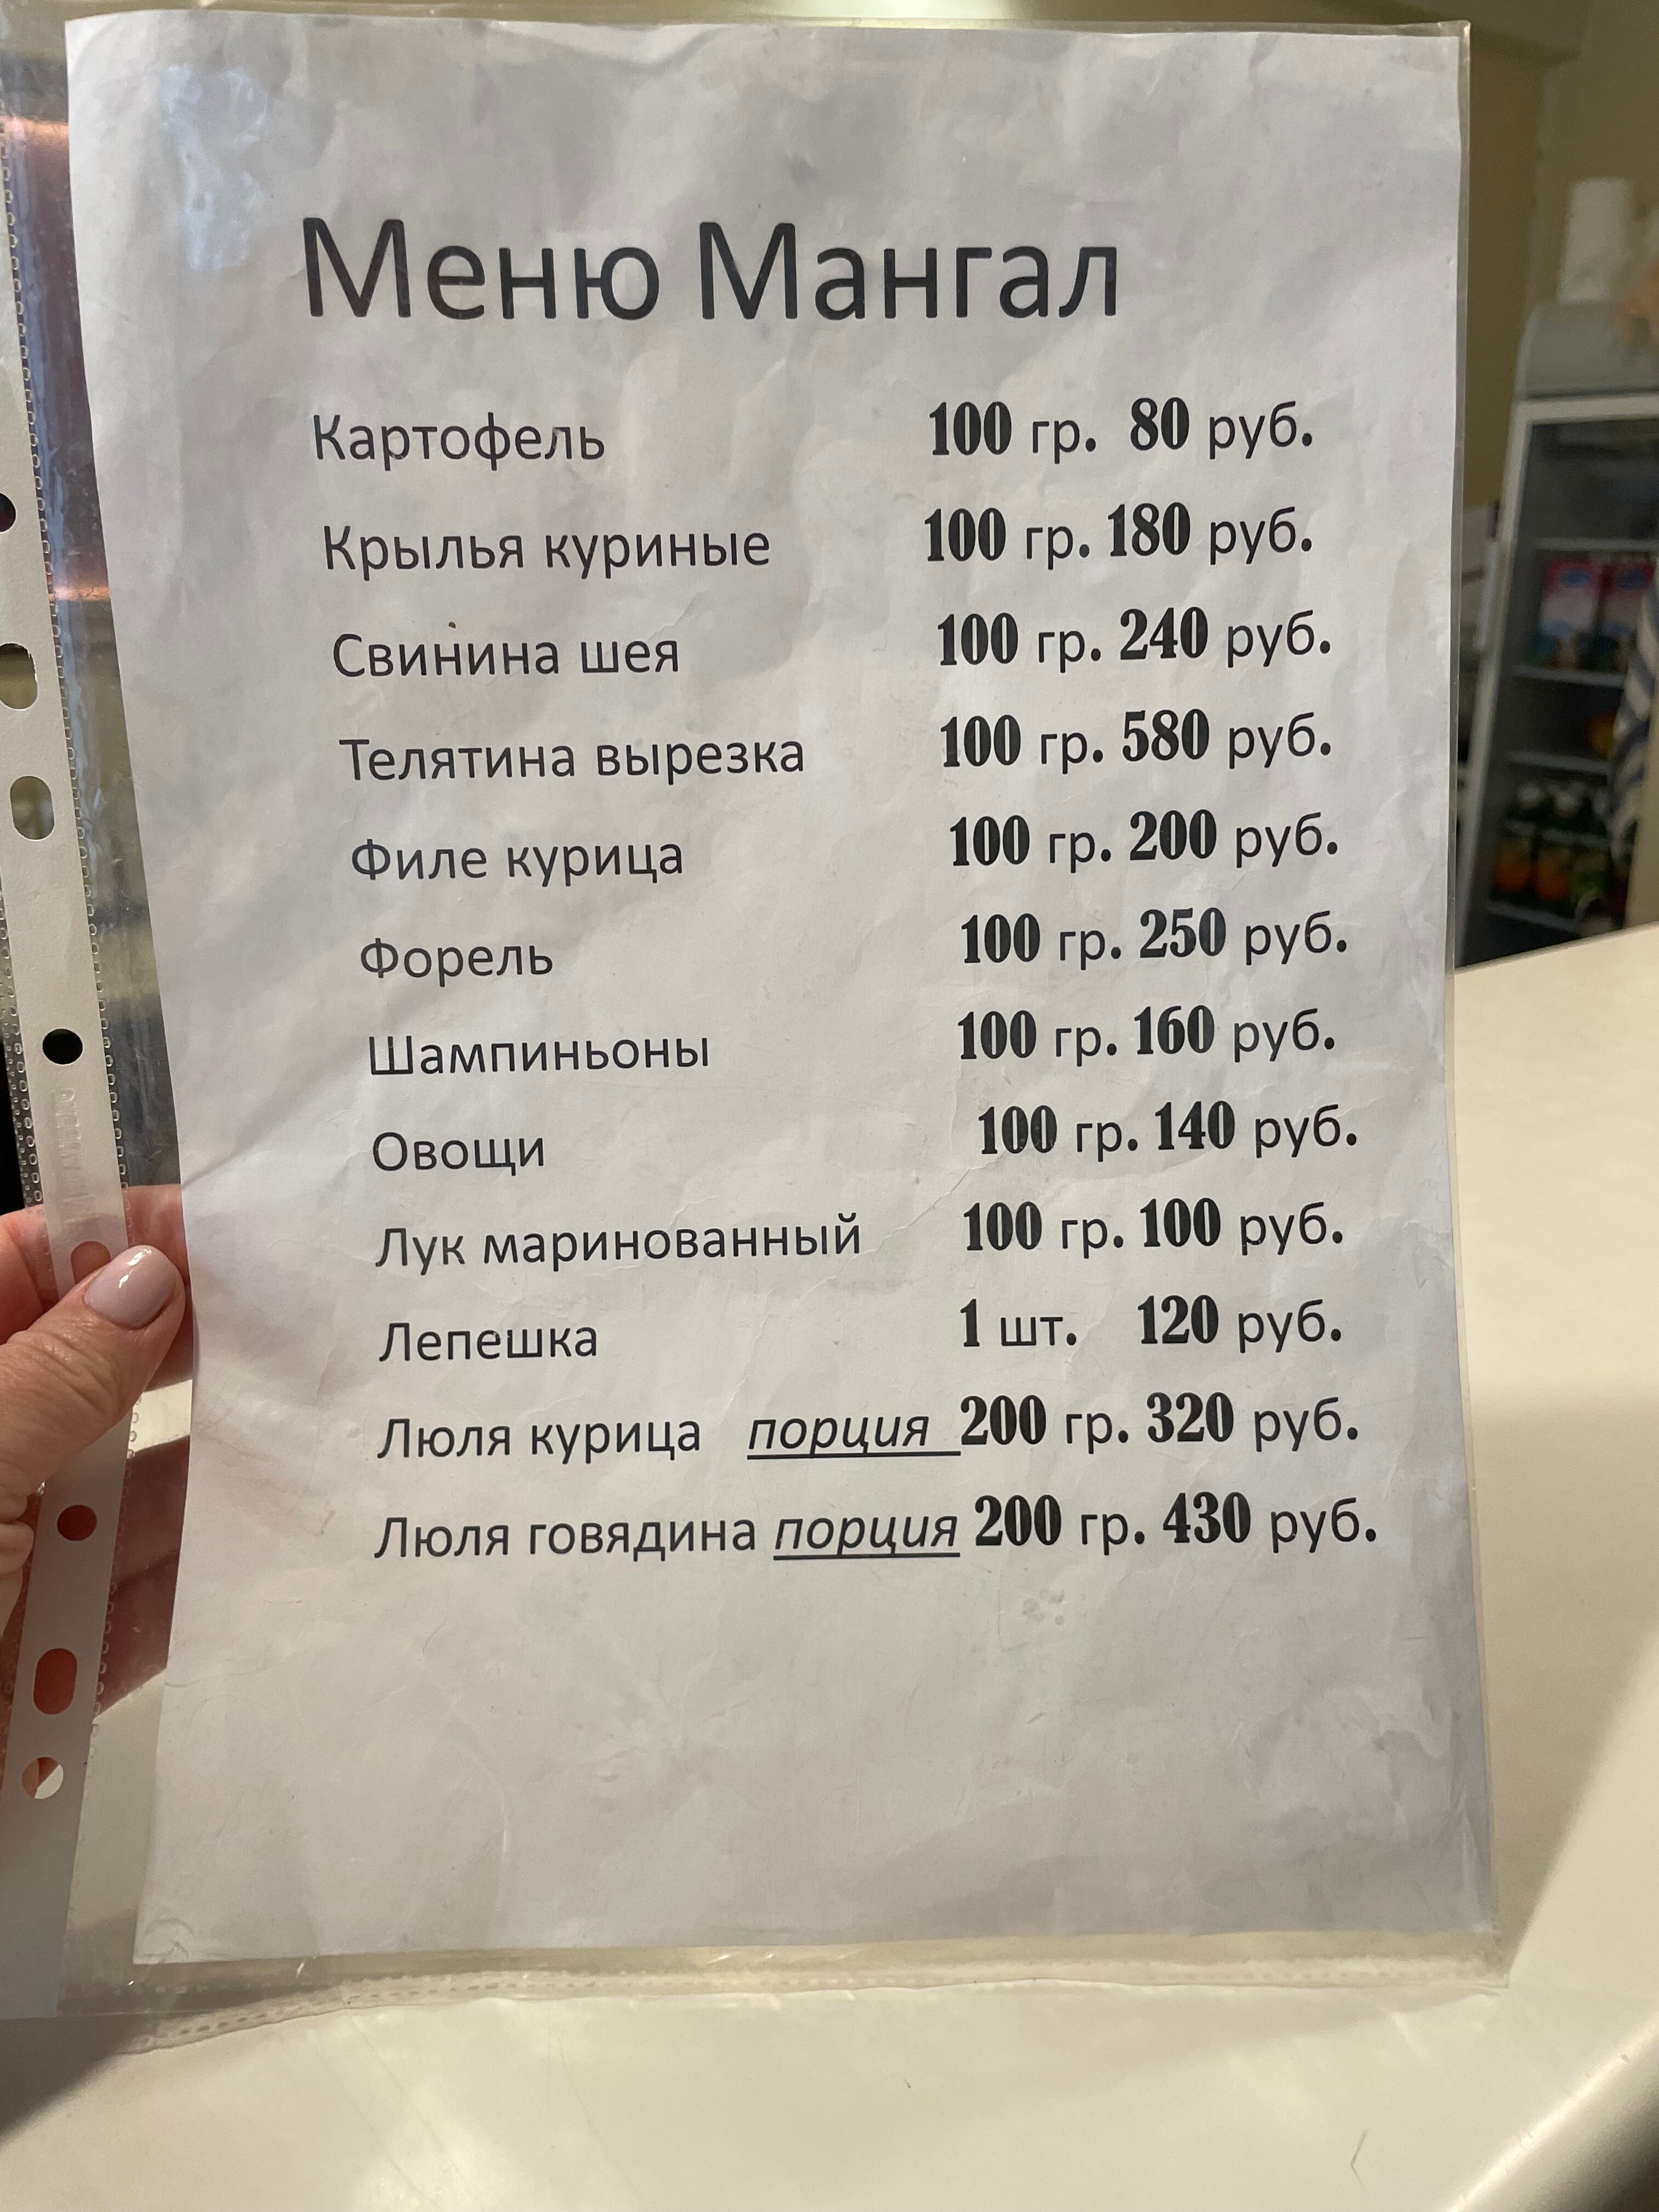 Меню Мангал
Картофель 100 гр. 80 руб.
Крылья куриные 100 гр. 180 руб.
Свинина шея 100 гр. 240 руб.
Телятина вырезка 100 гр. 580 руб.
Филе курица 100 гр. 200 руб.
Форель 100 гр. 250 руб.
Шампиньоны 100 гр. 160 руб.
Овощи 100 гр. 140 руб.
Лук маринованный 100 гр. 100 руб.
Лепешка 1 шт. 120 руб.
Люля курица порция 200 гр. 320 руб.
Люля говядина порция 200 гр. 430 руб.